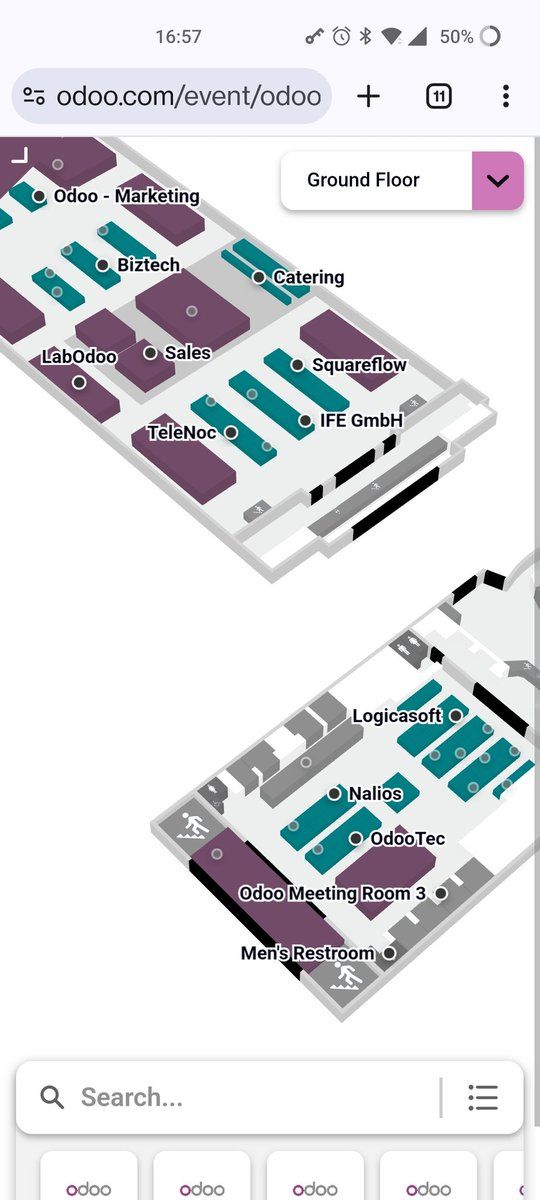 16:57
50%
odoo.com/event/odoo
11
Ground Floor
Odoo - Marketing
Biztech
Catering
LabOdoo
Sales
Squareflow
IFE GmbH
TeleNoc
Logicasoft
Nalios
OdooTec
Odoo Meeting Room 3
Men's Restroom
Search...
odoo
odoo
odoo
odoo